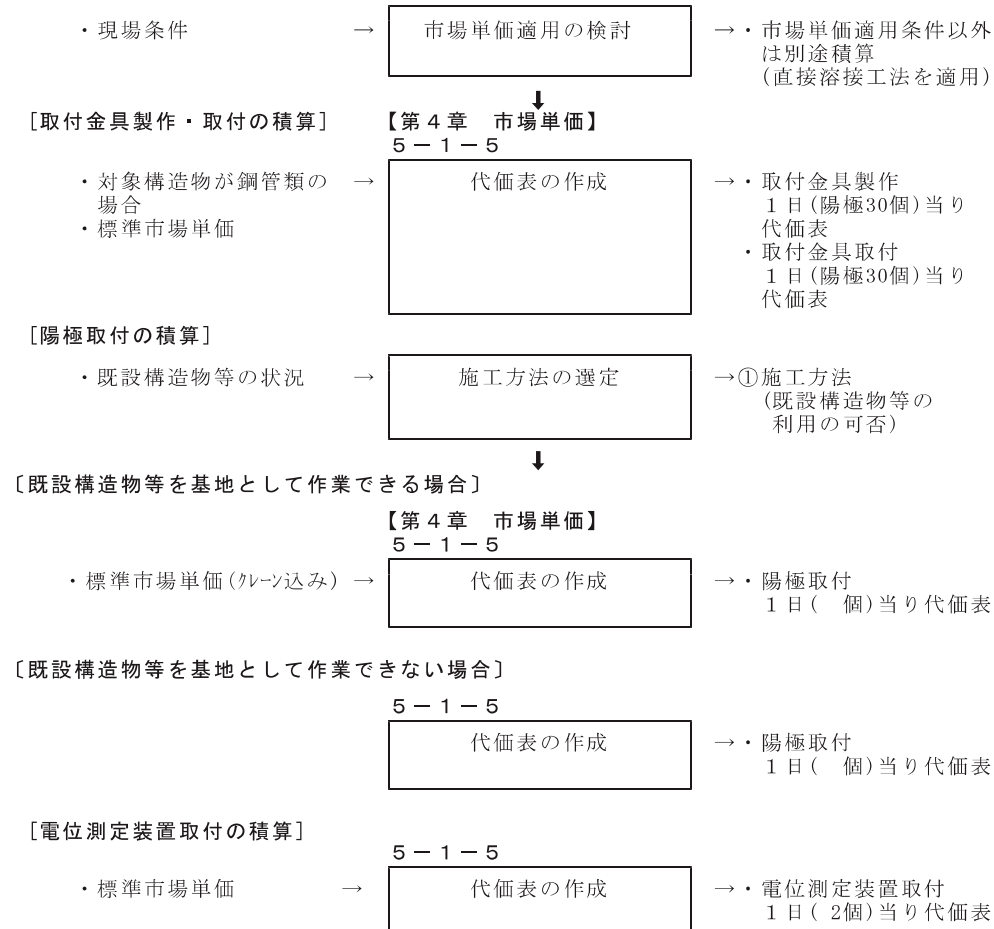 ・現場条件 → 市場単価適用の検討 →・市場単価適用条件以外
は別途積算
(直接溶接工法を適用)
⬇
[取付金具製作・取付の積算] 【第４章 市場単価】
５－１－５
・対象構造物が鋼管類の → 代価表の作成 →・取付金具製作
場合 １日(陽極30個)当り
・標準市場単価 代価表
・取付金具取付
１日(陽極30個)当り
代価表
[陽極取付の積算]
・既設構造物等の状況 → 施工方法の選定 →①施工方法
(既設構造物等の
利用の可否)
⬇
〔既設構造物等を基地として作業できる場合〕
【第４章 市場単価】
５－１－５
・標準市場単価(ｸﾚｰﾝ込み) → 代価表の作成 →・陽極取付
１日( 個)当り代価表
〔既設構造物等を基地として作業できない場合〕
５－１－５
代価表の作成 →・陽極取付
１日( 個)当り代価表
[電位測定装置取付の積算]
５－１－５
・標準市場単価 → 代価表の作成 →・電位測定装置取付
１日( 2個)当り代価表